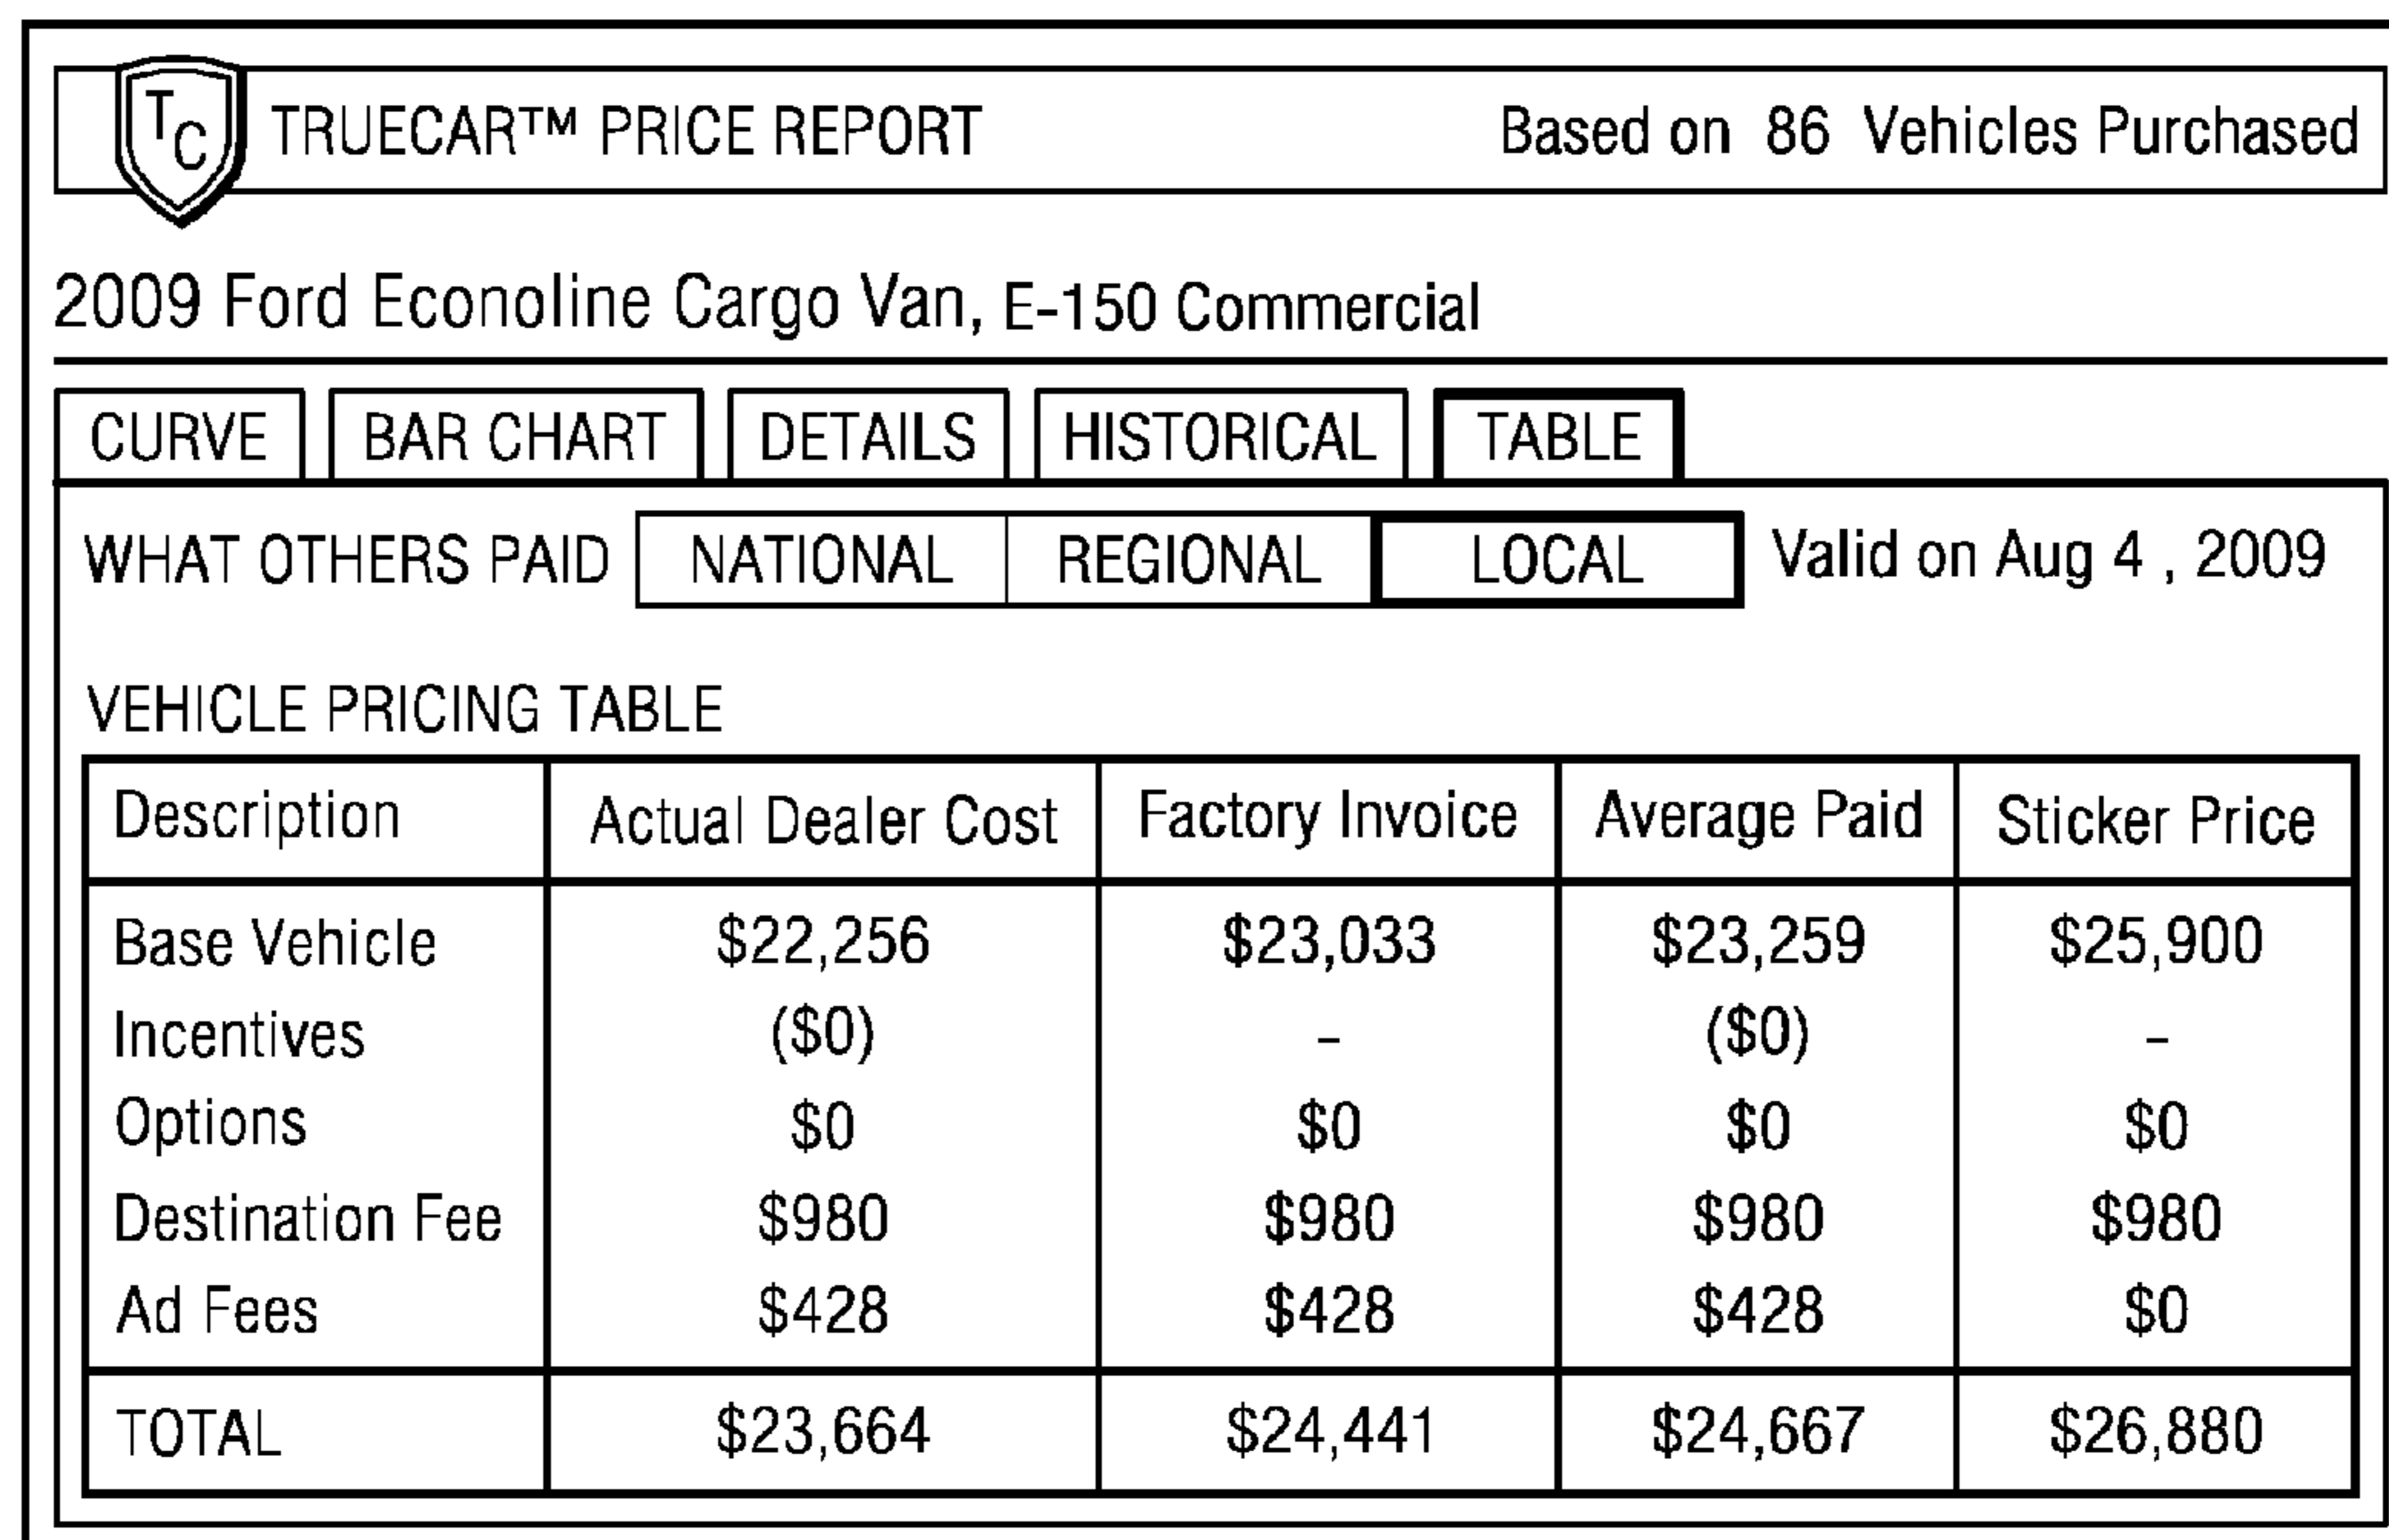 TC TRUECAR™ PRICE REPORT Based on 86 Vehicles Purchased
2009 Ford Econoline Cargo Van, E-150 Commercial
CURVE BAR CHART DETAILS HISTORICAL TABLE
WHAT OTHERS PAID NATIONAL REGIONAL LOCAL Valid on Aug 4 , 2009
VEHICLE PRICING TABLE
Description Actual Dealer Cost Factory Invoice Average Paid Sticker Price
Base Vehicle $22,256 $23,033 $23,259 $25,900
Incentives ($0) - ($0) -
Options $0 $0 $0 $0
Destination Fee $980 $980 $980 $980
Ad Fees $428 $428 $428 $0
TOTAL $23,664 $24,441 $24,667 $26,880